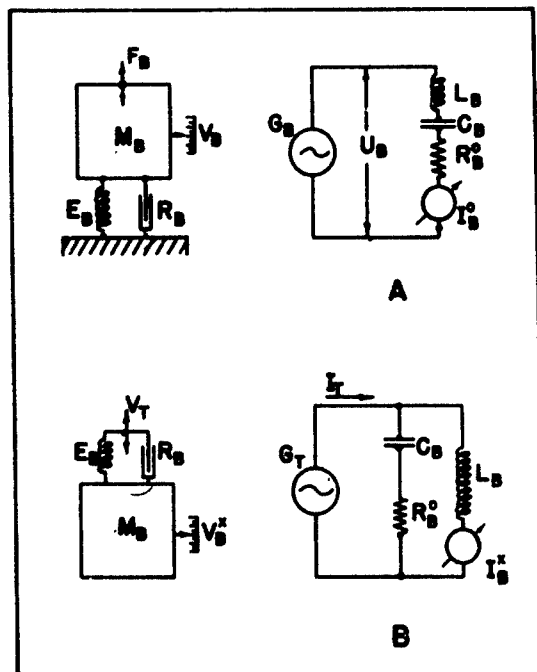 F_B
M_B
V_B
E_B
R_B
G_B
U_B
L_B
C_B
R_B^o
I_B^o
A
V_T
E_B
R_B
M_B
V_B^x
I_T
G_T
C_B
R_B^o
L_B
I_B^x
B